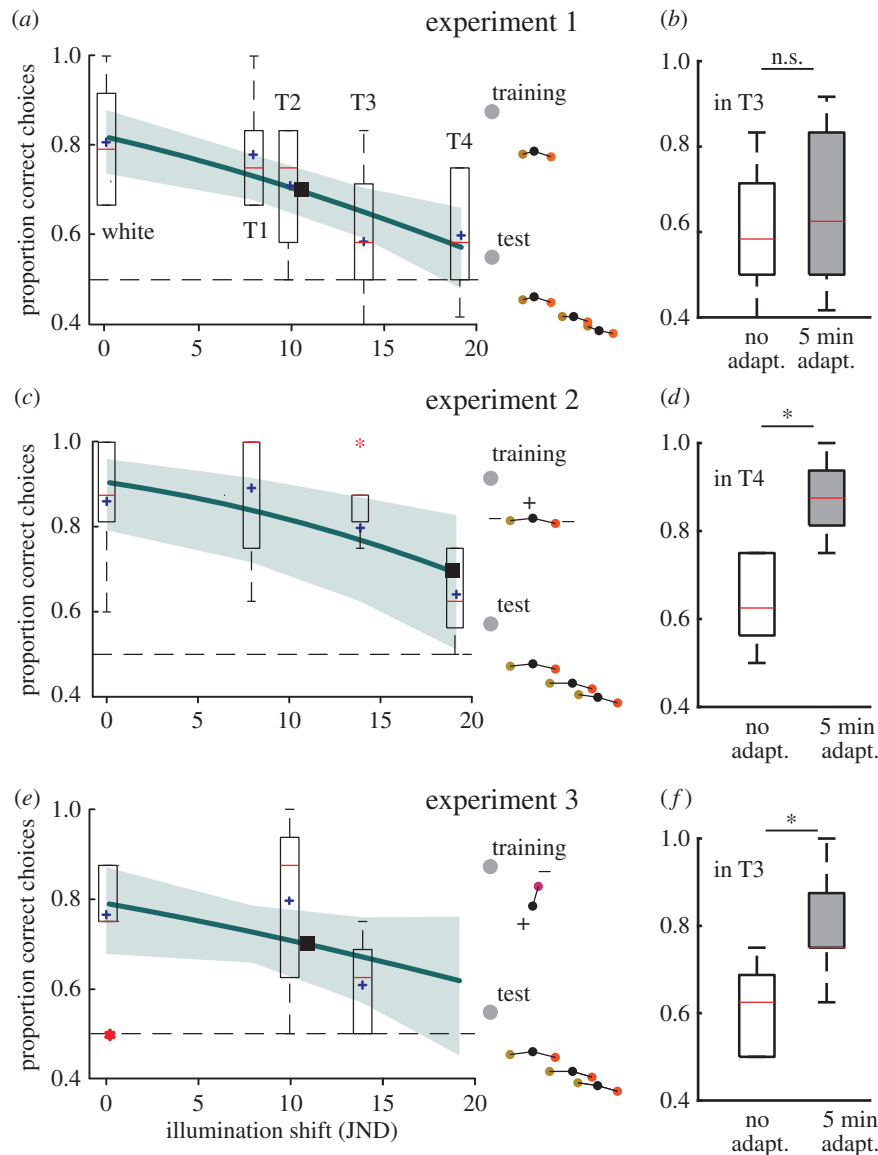 (a) experiment 1 (b)
proportion correct choices
1.0
0.8
0.6
0.4
white
T1
T2
T3
T4
0 5 10 15 20
training
test
n.s.
in T3
1.0
0.8
0.6
0.4
no adapt.
5 min adapt.
(c) experiment 2 (d)
proportion correct choices
1.0
0.8
0.6
0.4
*
0 5 10 15 20
training
+
– –
test
*
in T4
1.0
0.8
0.6
0.4
no adapt.
5 min adapt.
(e) experiment 3 (f)
proportion correct choices
1.0
0.8
0.6
0.4
0 5 10 15 20
illumination shift (JND)
training
–
+
test
*
in T3
1.0
0.8
0.6
0.4
no adapt.
5 min adapt.